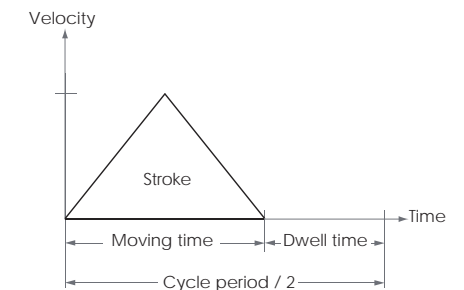 Velocity
Stroke
Time
Moving time
Dwell time
Cycle period / 2